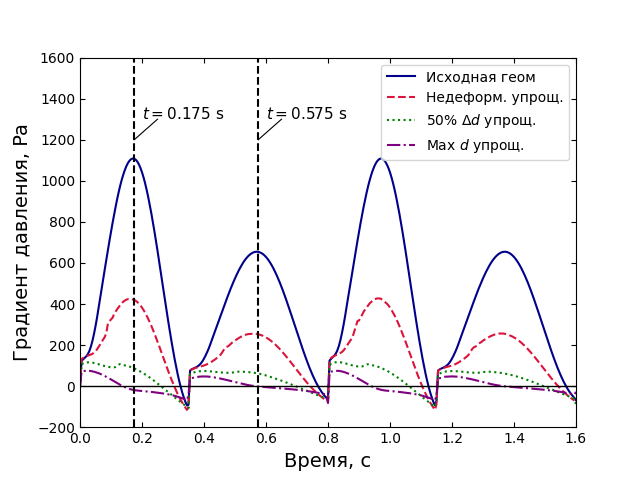 1600
1400
1200
1000
800
600
400
200
0
−200
0.0 0.2 0.4 0.6 0.8 1.0 1.2 1.4 1.6
Градиент давления, Pa
Время, с
t = 0.175 s
t = 0.575 s
Исходная геом
Недеформ. упрощ.
50% Δd упрощ.
Max d упрощ.